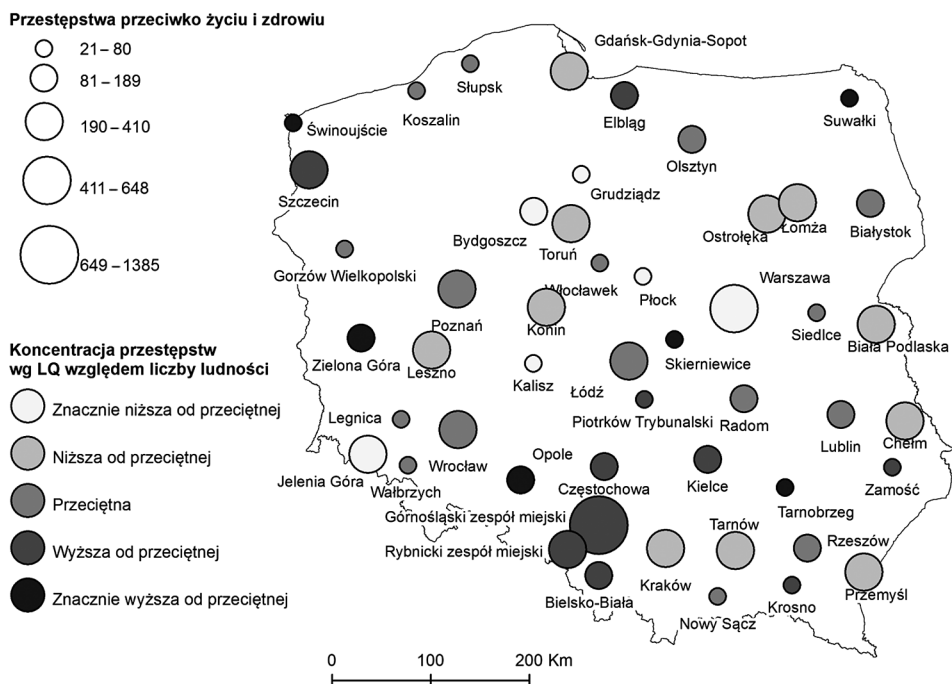 Przestępstwa przeciwko życiu i zdrowiu
21 – 80
81 – 189
190 – 410
411 – 648
649 – 1385
Koncentracja przestępstw
wg LQ względem liczby ludności
Znacznie niższa od przeciętnej
Niższa od przeciętnej
Przeciętna
Wyższa od przeciętnej
Znacznie wyższa od przeciętnej
Gdańsk-Gdynia-Sopot
Słupsk
Koszalin
Elbląg
Suwałki
Świnoujście
Olsztyn
Grudziądz
Szczecin
Bydgoszcz
Toruń
Ostrołęka
Łomża
Białystok
Gorzów Wielkopolski
Włocławek
Płock
Warszawa
Poznań
Konin
Siedlce
Biała Podlaska
Zielona Góra
Leszno
Kalisz
Łódź
Skierniewice
Legnica
Piotrków Trybunalski
Radom
Lublin
Chełm
Jelenia Góra
Wałbrzych
Wrocław
Opole
Częstochowa
Kielce
Tarnobrzeg
Zamość
Górnośląski zespół miejski
Rybnicki zespół miejski
Tarnów
Rzeszów
Bielsko-Biała
Kraków
Nowy Sącz
Krosno
Przemyśl
0 100 200 Km